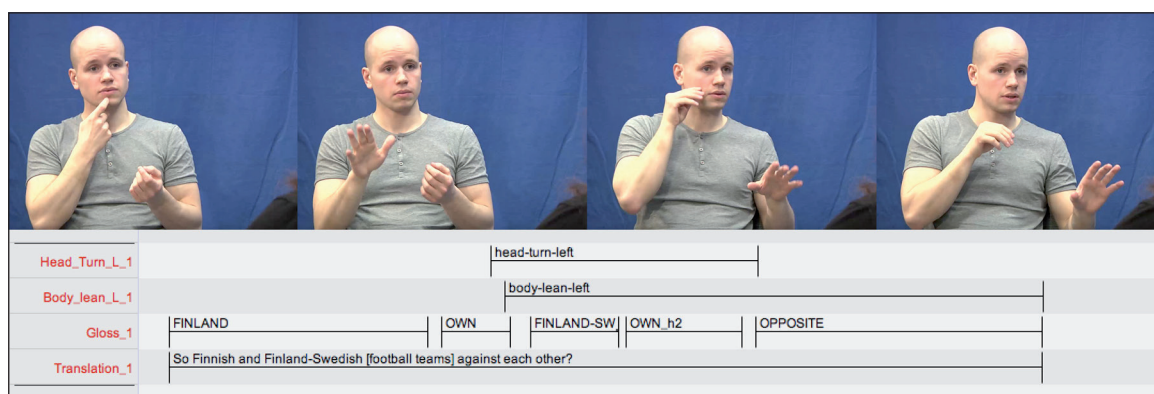 Head_Turn_L_1 head-turn-left
Body_lean_L_1 body-lean-left
Gloss_1 FINLAND OWN FINLAND-SW. OWN_h2 OPPOSITE
Translation_1 So Finnish and Finland-Swedish [football teams] against each other?